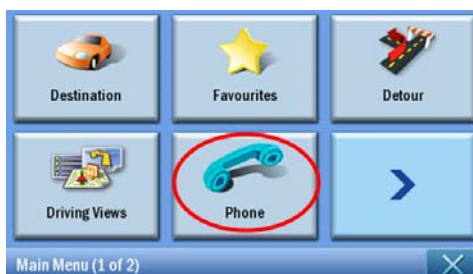 Destination
Favourites
Detour
Driving Views
Phone
Main Menu (1 of 2)